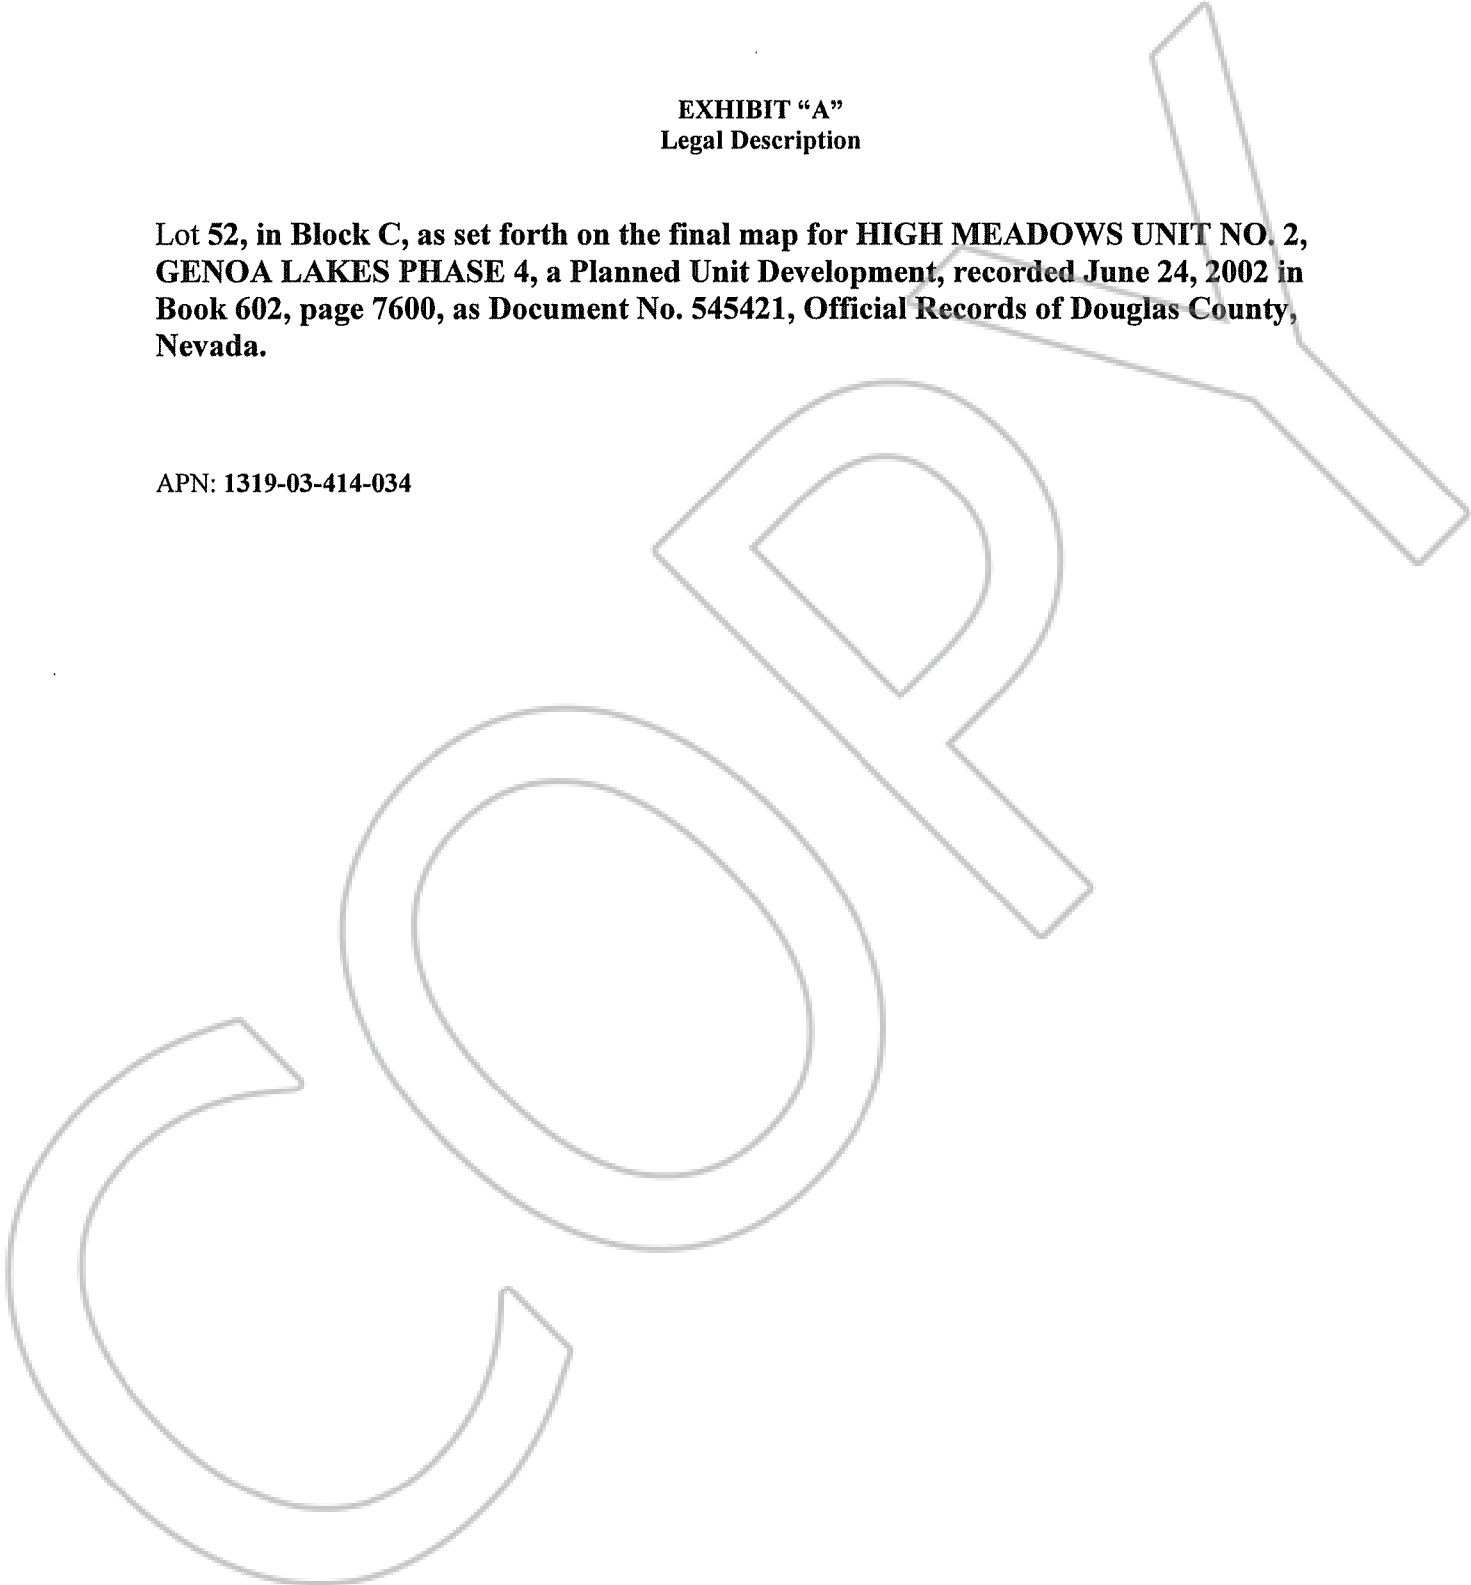 EXHIBIT “A”
Legal Description
Lot 52, in Block C, as set forth on the final map for HIGH MEADOWS UNIT NO. 2,
GENOA LAKES PHASE 4, a Planned Unit Development, recorded June 24, 2002 in
Book 602, page 7600, as Document No. 545421, Official Records of Douglas County,
Nevada.
APN: 1319-03-414-034
COPY